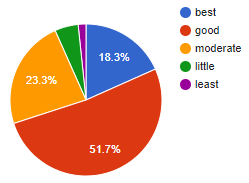 best
good
moderate
little
least
18.3%
23.3%
51.7%